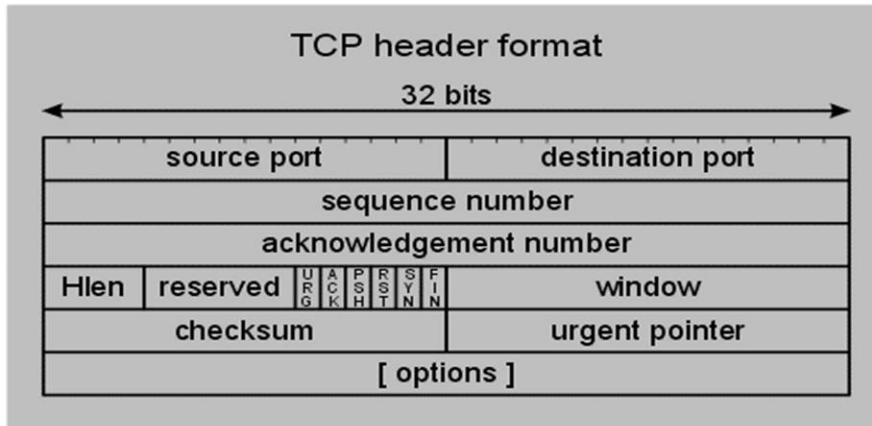 TCP header format
32 bits
source port destination port
sequence number
acknowledgement number
Hlen reserved URG ACK PSH RST SYN FIN window
checksum urgent pointer
[ options ]